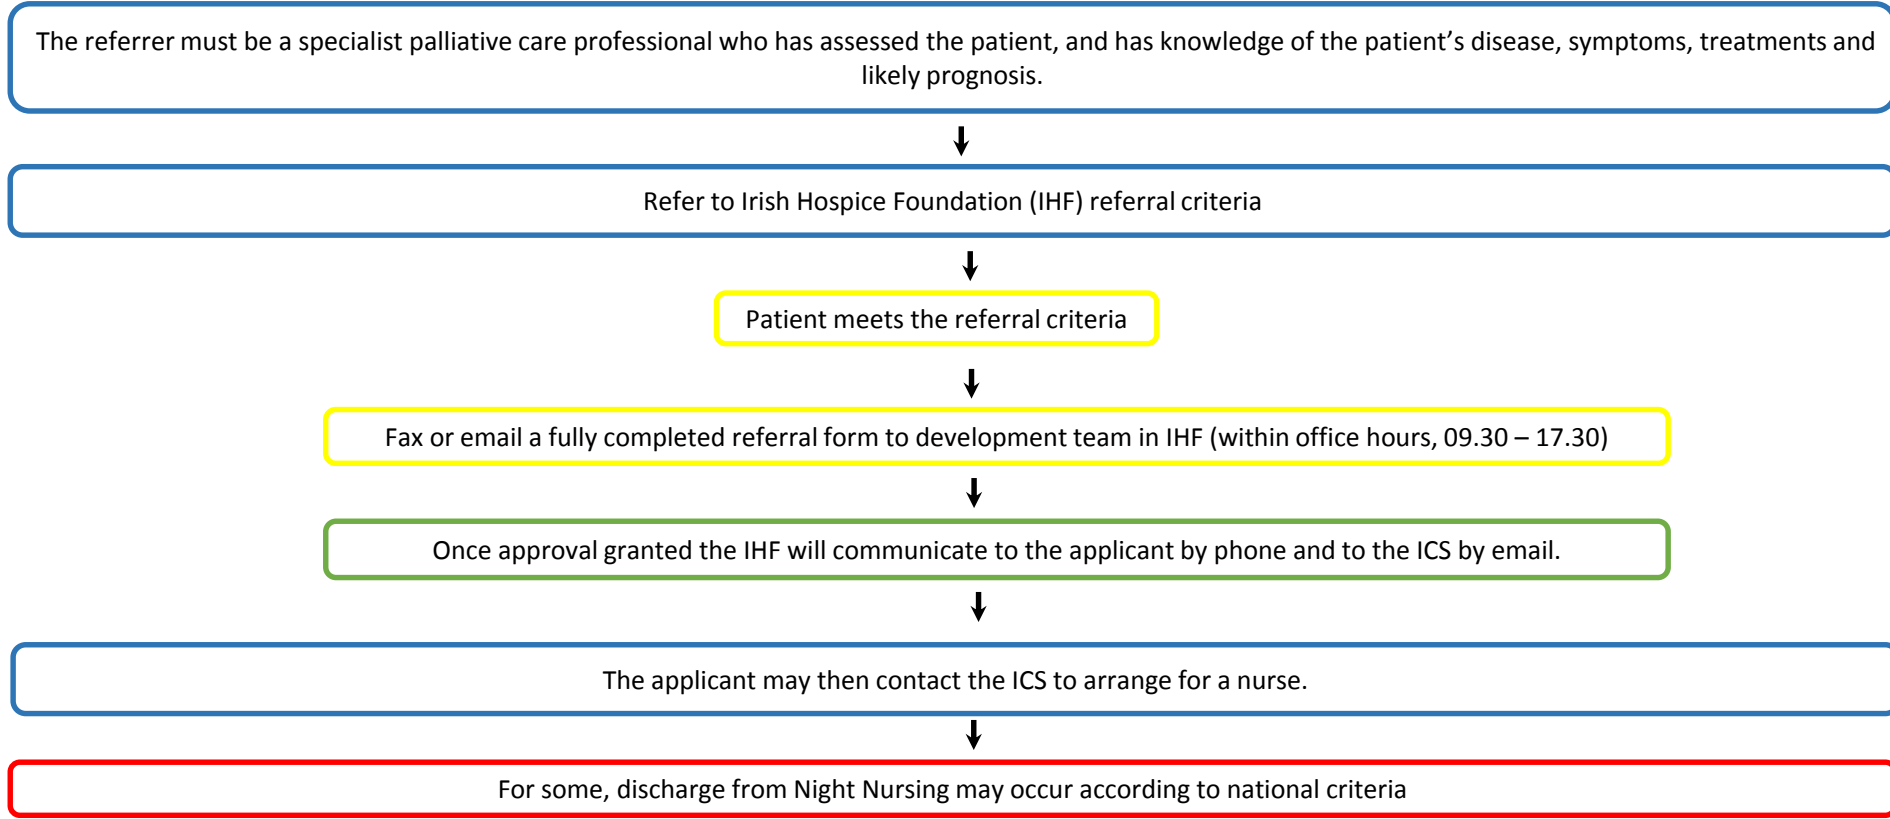 The referrer must be a specialist palliative care professional who has assessed the patient, and has knowledge of the patient’s disease, symptoms, treatments and
likely prognosis.
Refer to Irish Hospice Foundation (IHF) referral criteria
Patient meets the referral criteria
Fax or email a fully completed referral form to development team in IHF (within office hours, 09.30 – 17.30)
Once approval granted the IHF will communicate to the applicant by phone and to the ICS by email.
The applicant may then contact the ICS to arrange for a nurse.
For some, discharge from Night Nursing may occur according to national criteria